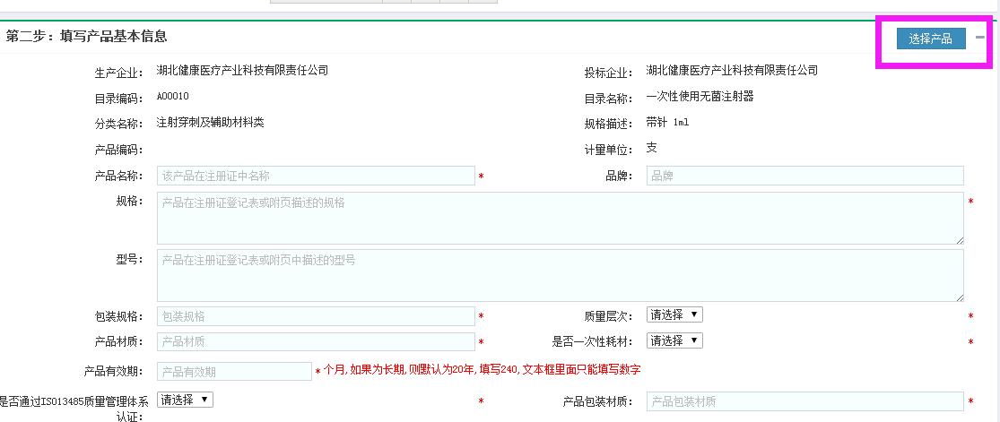 第二步：填写产品基本信息 选择产品
生产企业： 湖北健康医疗产业科技有限责任公司 投标企业： 湖北健康医疗产业科技有限责任公司
目录编码： A00010 目录名称： 一次性使用无菌注射器
分类名称： 注射穿刺及辅助材料类 规格描述： 带针 1ml
产品编码： 计量单位： 支
产品名称： 该产品在注册证中名称 * 品牌： 品牌
规格： 产品在注册证登记表或附页描述的规格 *
型号： 产品在注册证登记表或附页中描述的型号
包装规格： 包装规格 * 质量层次： 请选择 ▼ *
产品材质： 产品材质 * 是否一次性耗材： 请选择 ▼ *
产品有效期： 产品有效期 * 个月,如果为长期,则默认为20年,填写240,文本框里面只能填写数字
是否通过ISO13485质量管理体系 请选择 ▼ * 产品包装材质： 产品包装材质 *
认证：